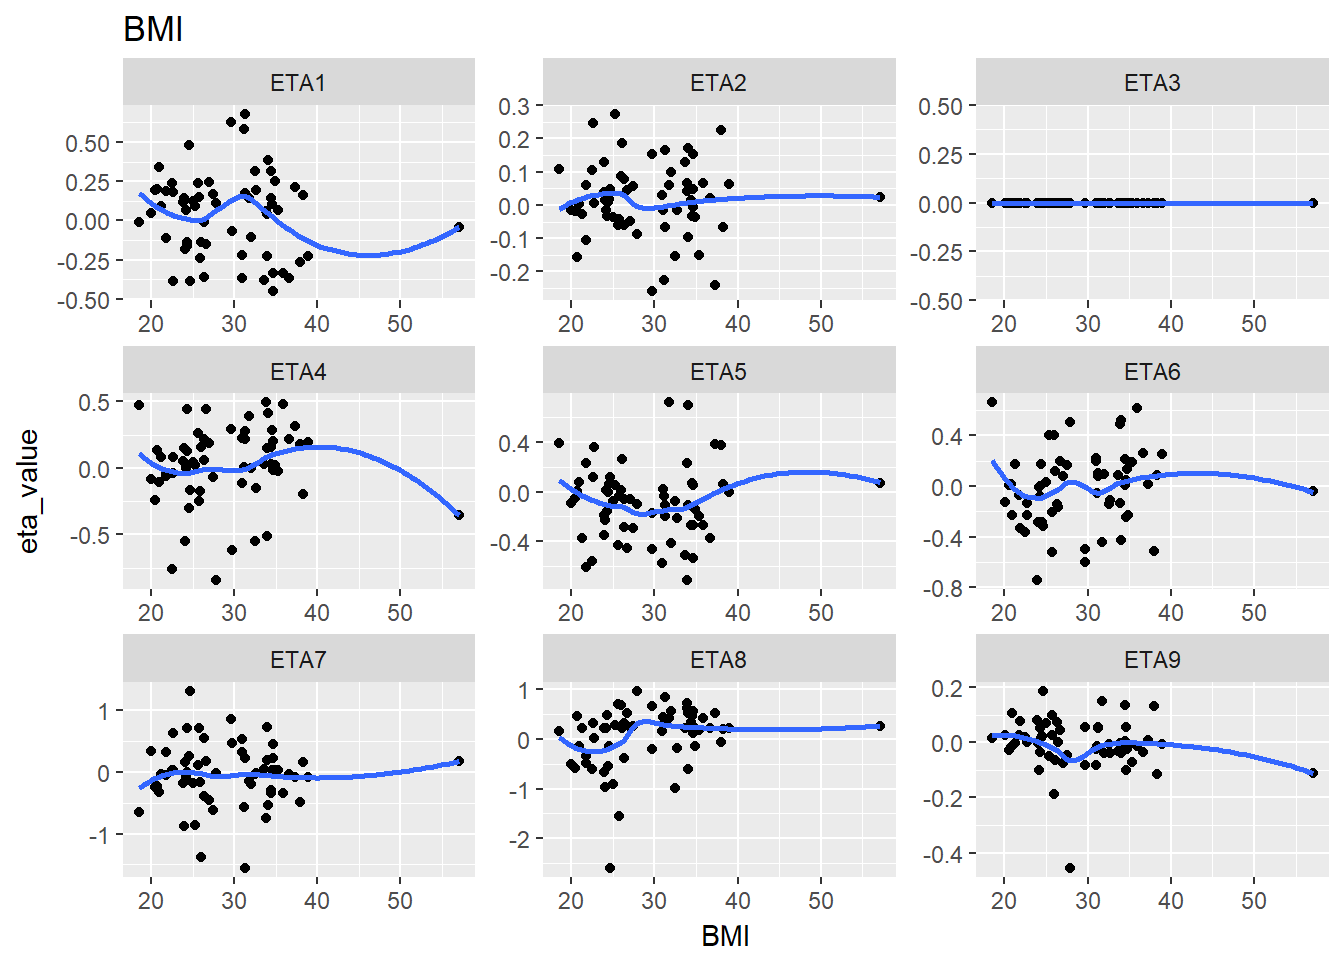 BMI
ETA1 ETA2 ETA3
0.50 0.3 0.50
0.25 0.2 0.25
0.00 0.1 0.00
-0.25 0.0 -0.25
-0.50 -0.1 -0.50
-0.2
20 30 40 50 20 30 40 50 20 30 40 50
ETA4 ETA5 ETA6
0.5 0.4 0.4
0.0 0.0 0.0
-0.5 -0.4 -0.4
-0.8
20 30 40 50 20 30 40 50 20 30 40 50
ETA7 ETA8 ETA9
1 1 0.2
0 0 0.0
-1 -1 -0.2
-2 -0.4
20 30 40 50 20 30 40 50 20 30 40 50
eta_value
BMI